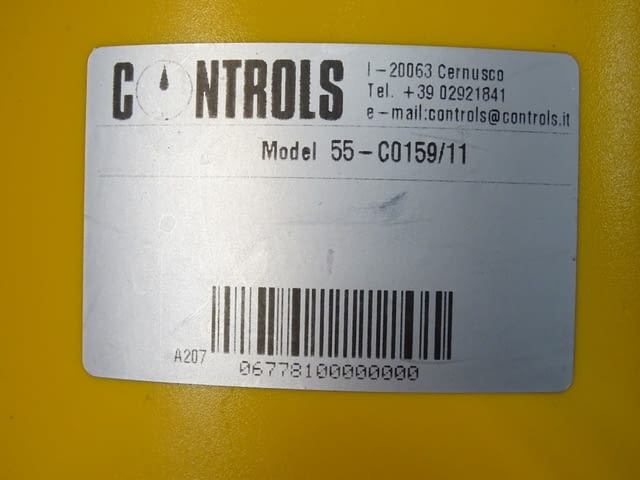 CONTROLS
I-20063 Cernusco
Tel. +39 02921841
e-mail:controls@controls.it
Model 55-C0159/11
A207
06778100000000